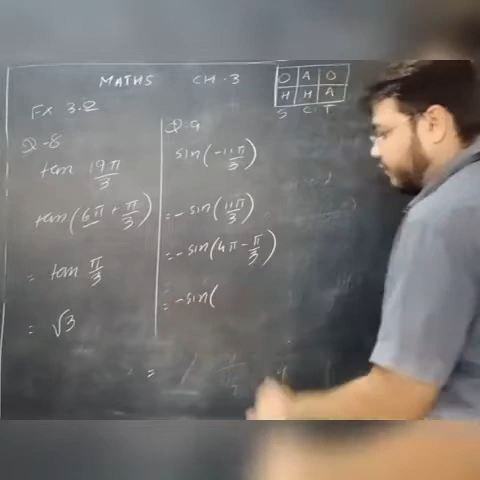 MATHS CH.3
O A O
H H A
S C T
EX 3.2
Q-8
tan 19π/3
tan(6π + π/3)
= tan π/3
= √3
Q-9
sin(-11π/3)
= -sin(11π/3)
= -sin(4π - π/3)
= -sin(